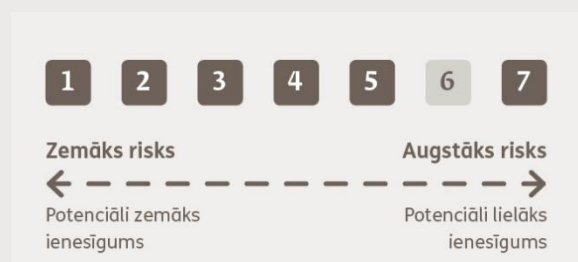 1 2 3 4 5 6 7
Zemāks risks Augstāks risks
Potenciāli zemāks Potenciāli lielāks
ienesīgums ienesīgums